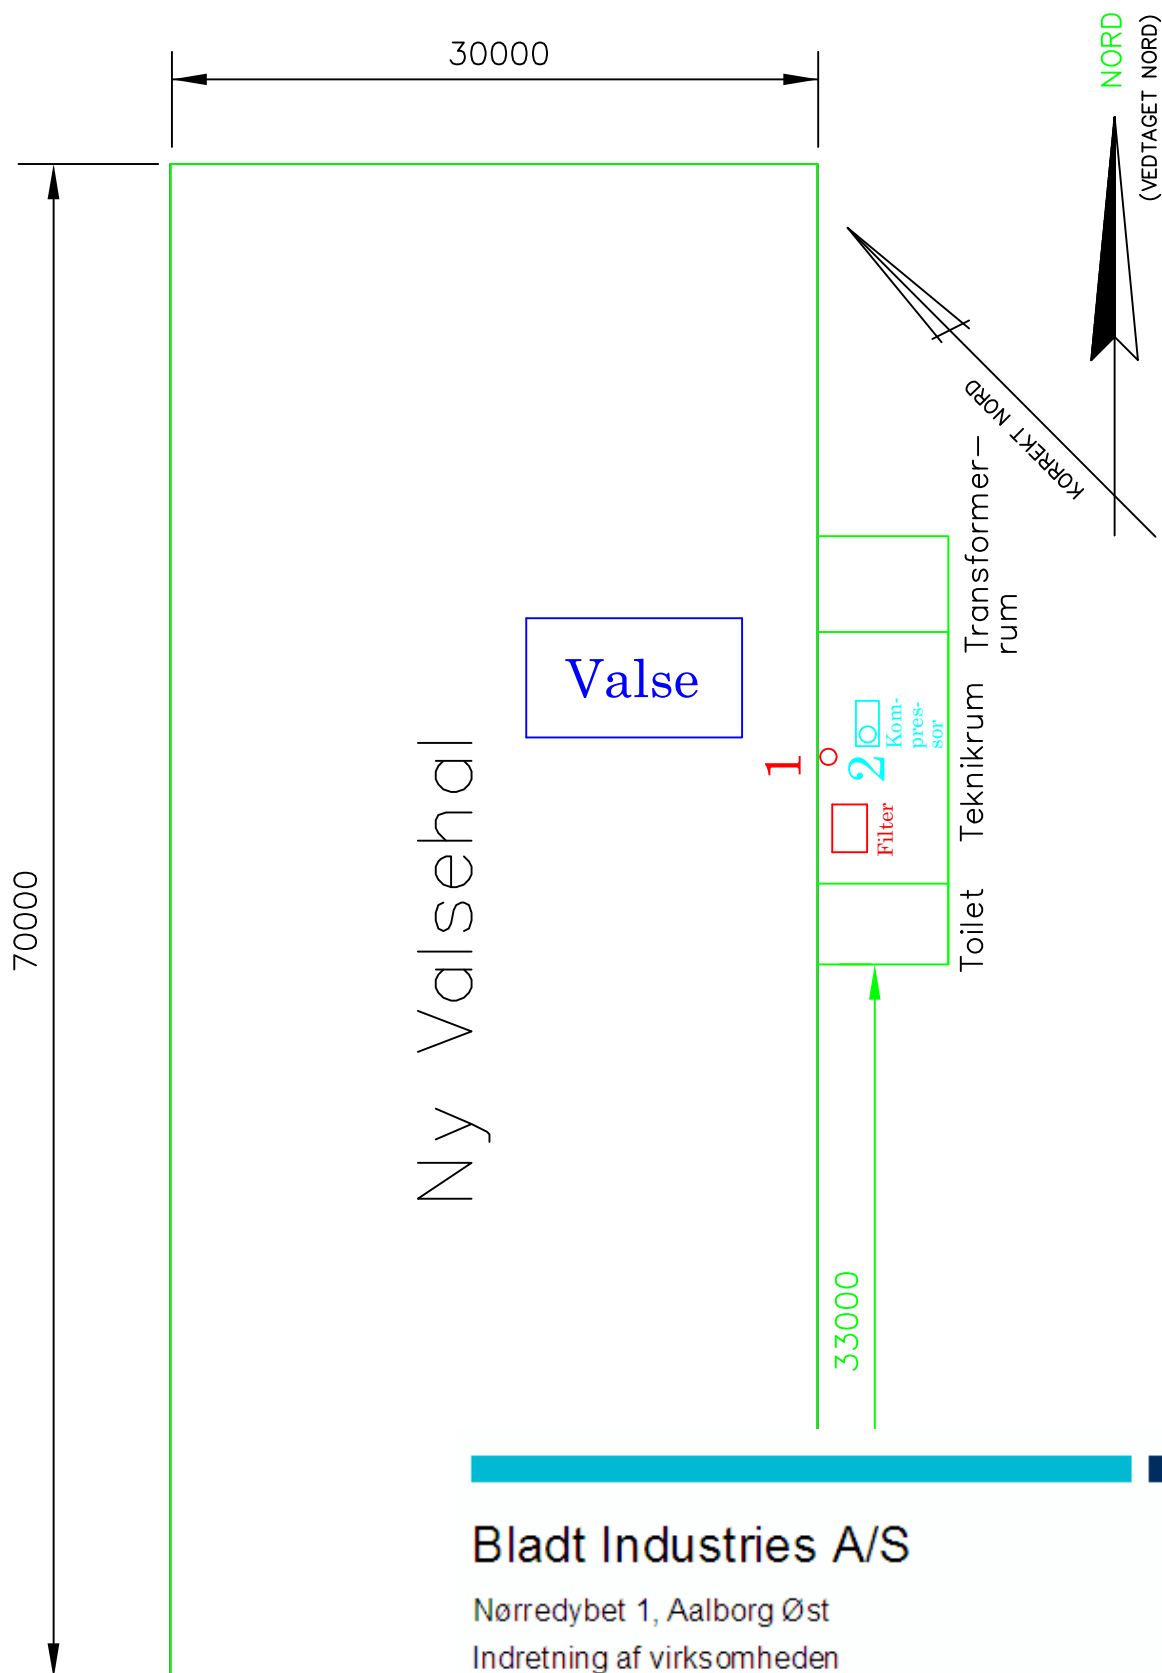 30000
NORD
(VEDTAGET NORD)
KORREKT NORD
70000
Ny Valsehal
Valse
1
2
Kom-
pres-
sor
Filter
Transformer-
rum
Teknikrum
Toilet
33000
Bladt Industries A/S
Nørredybet 1, Aalborg Øst
Indretning af virksomheden